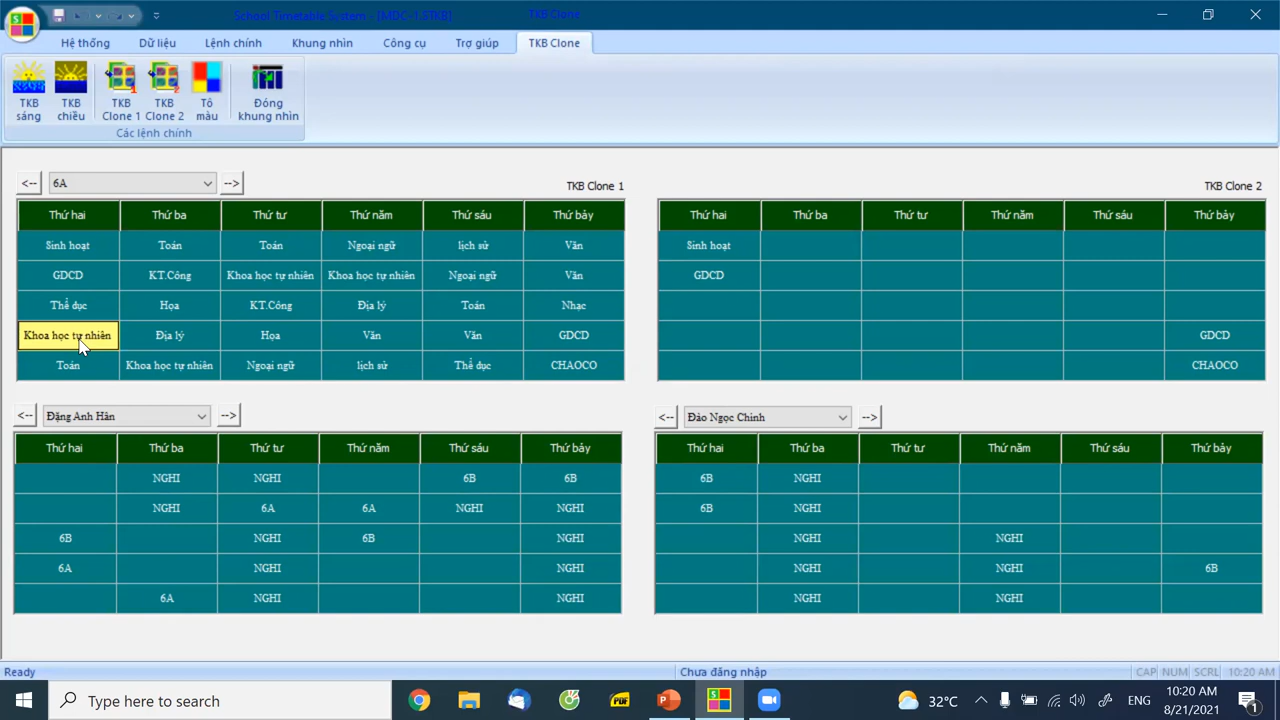 School Timetable System - [MDC-1.STKB]
TKB Clone
Hệ thống Dữ liệu Lệnh chính Khung nhìn Công cụ Trợ giúp TKB Clone
TKB sáng
TKB chiều
TKB Clone 1
TKB Clone 2
Tô màu
Đóng khung nhìn
Các lệnh chính
<-- 6A --> TKB Clone 1
Thứ hai Thứ ba Thứ tư Thứ năm Thứ sáu Thứ bảy
Sinh hoạt Toán Toán Ngoại ngữ lịch sử Văn
GDCD KT.Công Khoa học tự nhiên Khoa học tự nhiên Ngoại ngữ Văn
Thể dục Họa KT.Công Địa lý Toán Nhạc
Khoa học tự nhiên Địa lý Họa Văn Văn GDCD
Toán Khoa học tự nhiên Ngoại ngữ lịch sử Thể dục CHAOCO
TKB Clone 2
Thứ hai Thứ ba Thứ tư Thứ năm Thứ sáu Thứ bảy
Sinh hoạt
GDCD
GDCD
CHAOCO
<-- Đặng Anh Hân -->
Thứ hai Thứ ba Thứ tư Thứ năm Thứ sáu Thứ bảy
NGHI NGHI 6B 6B
NGHI 6A 6A NGHI NGHI
6B NGHI 6B NGHI
6A NGHI NGHI
6A NGHI NGHI
<-- Đào Ngọc Chinh -->
Thứ hai Thứ ba Thứ tư Thứ năm Thứ sáu Thứ bảy
6B NGHI
6B NGHI
NGHI NGHI
NGHI 6B
NGHI NGHI
Ready Chưa đăng nhập CAP NUM SCRL 10:20 AM
Type here to search
PDF
32°C ENG
10:20 AM
8/21/2021
1